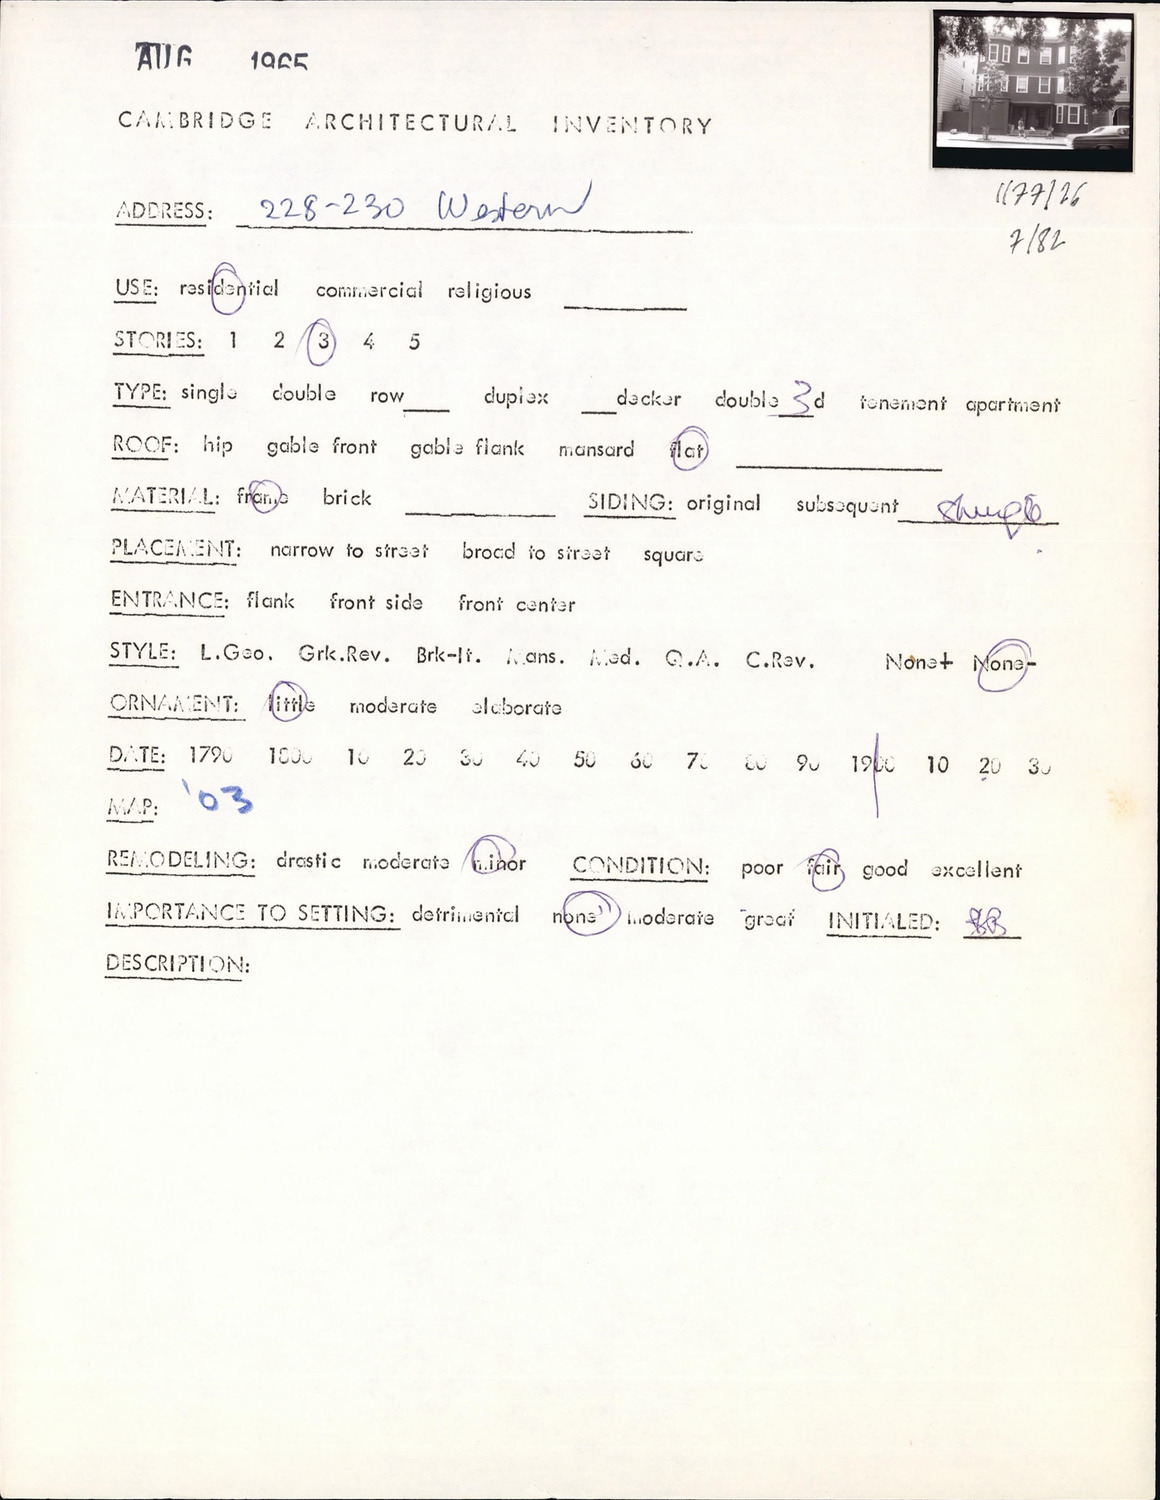 AUG 1965
CAMBRIDGE ARCHITECTURAL INVENTORY
ADDRESS: 228-230 Western
7/82
USE: residential commercial religious
STORIES: 1 2 3 4 5
TYPE: single double row___ duplex ___decker double 3 d tenement apartment
ROOF: hip gable front gable flank mansard flat
MATERIAL: frame brick SIDING: original subsequent shingle
PLACEMENT: narrow to street broad to street square
ENTRANCE: flank front side front center
STYLE: L.Geo. Grk.Rev. Brk-It. Mans. Med. Q.A. C.Rev. None+ None-
ORNAMENT: little moderate elaborate
DATE: 1790 1800 10 20 30 40 50 60 70 80 90 1900 10 20 30
MAP: '03
REMODELING: drastic moderate minor CONDITION: poor fair good excellent
IMPORTANCE TO SETTING: detrimental none moderate great INITIALED:
DESCRIPTION: